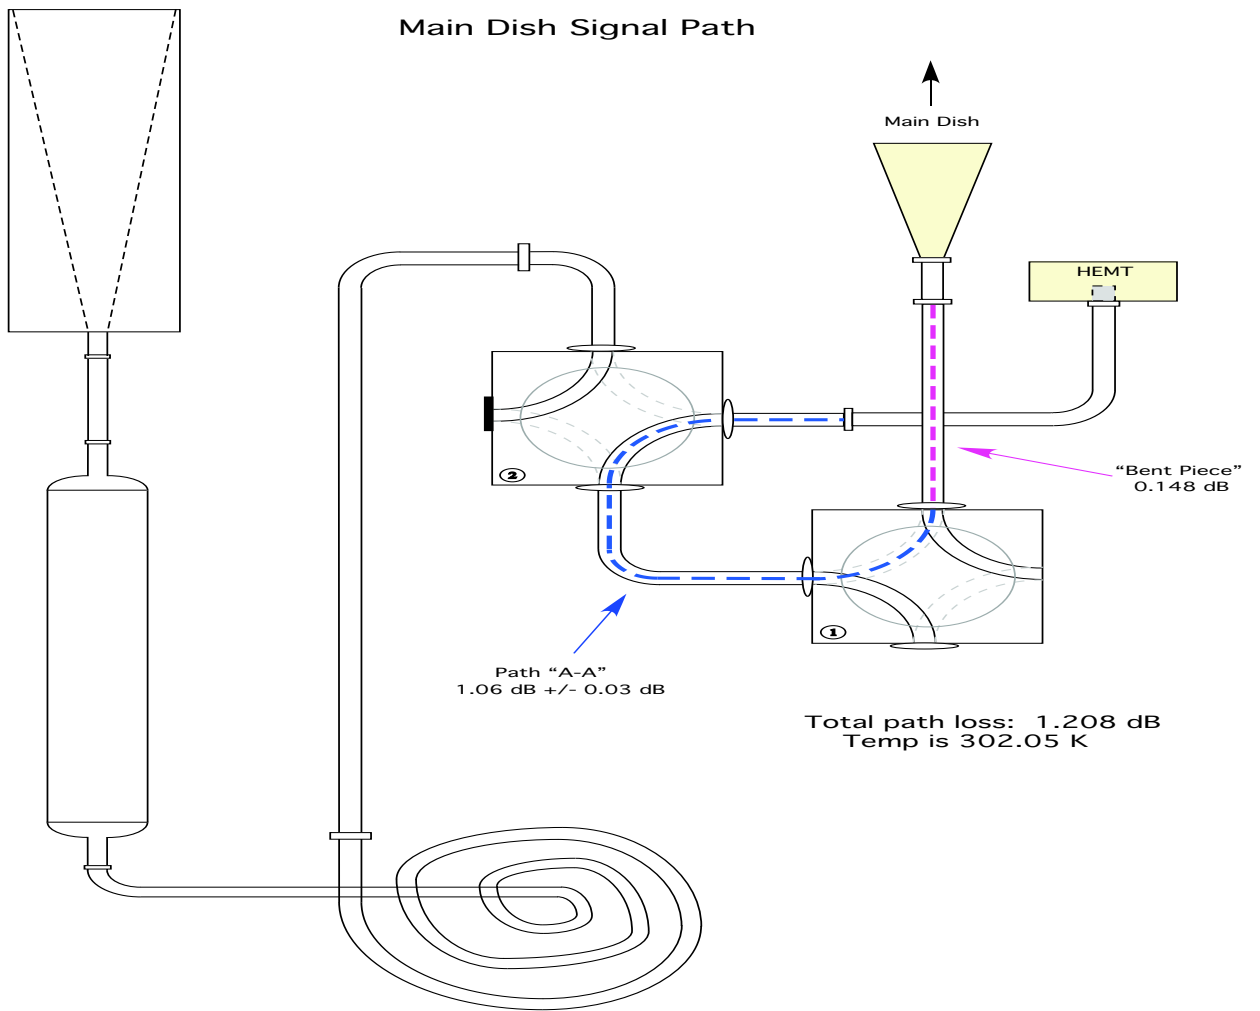 Main Dish Signal Path
Main Dish
HEMT
2
“Bent Piece”
0.148 dB
1
Path “A-A”
1.06 dB +/- 0.03 dB
Total path loss:  1.208 dB
Temp is 302.05 K